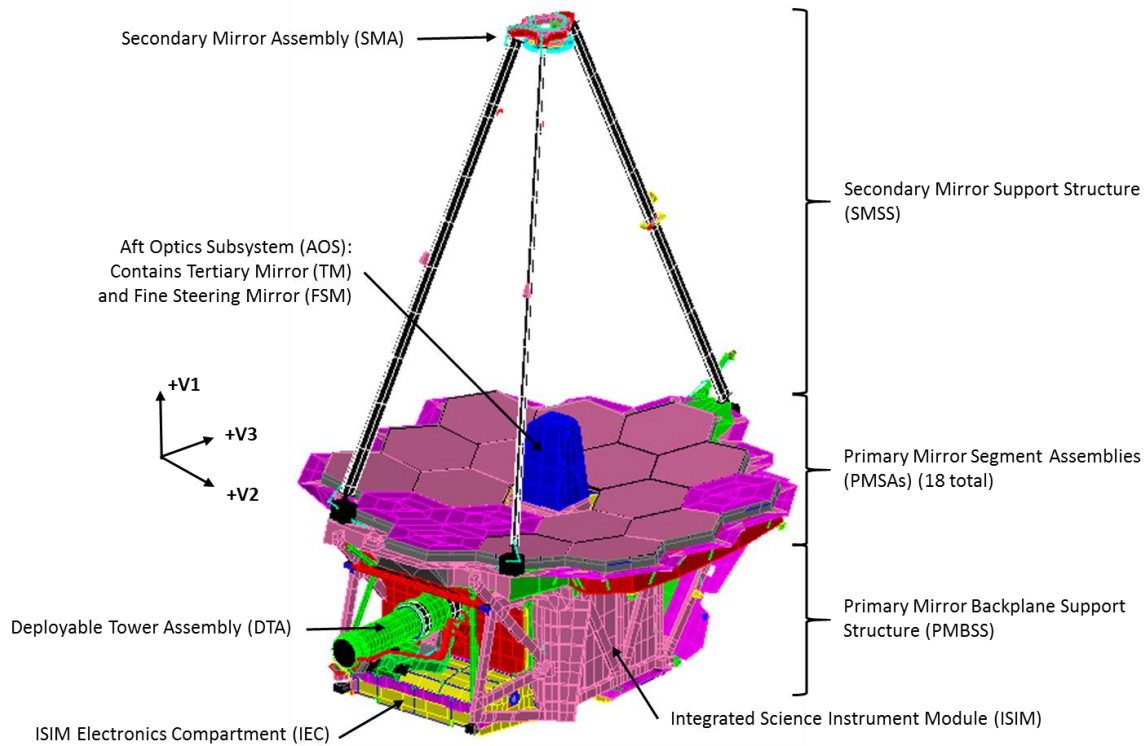 Secondary Mirror Assembly (SMA)
Secondary Mirror Support Structure
(SMSS)
Aft Optics Subsystem (AOS):
Contains Tertiary Mirror (TM)
and Fine Steering Mirror (FSM)
+V1
+V3
+V2
Primary Mirror Segment Assemblies
(PMSAs) (18 total)
Primary Mirror Backplane Support
Structure (PMBSS)
Deployable Tower Assembly (DTA)
Integrated Science Instrument Module (ISIM)
ISIM Electronics Compartment (IEC)